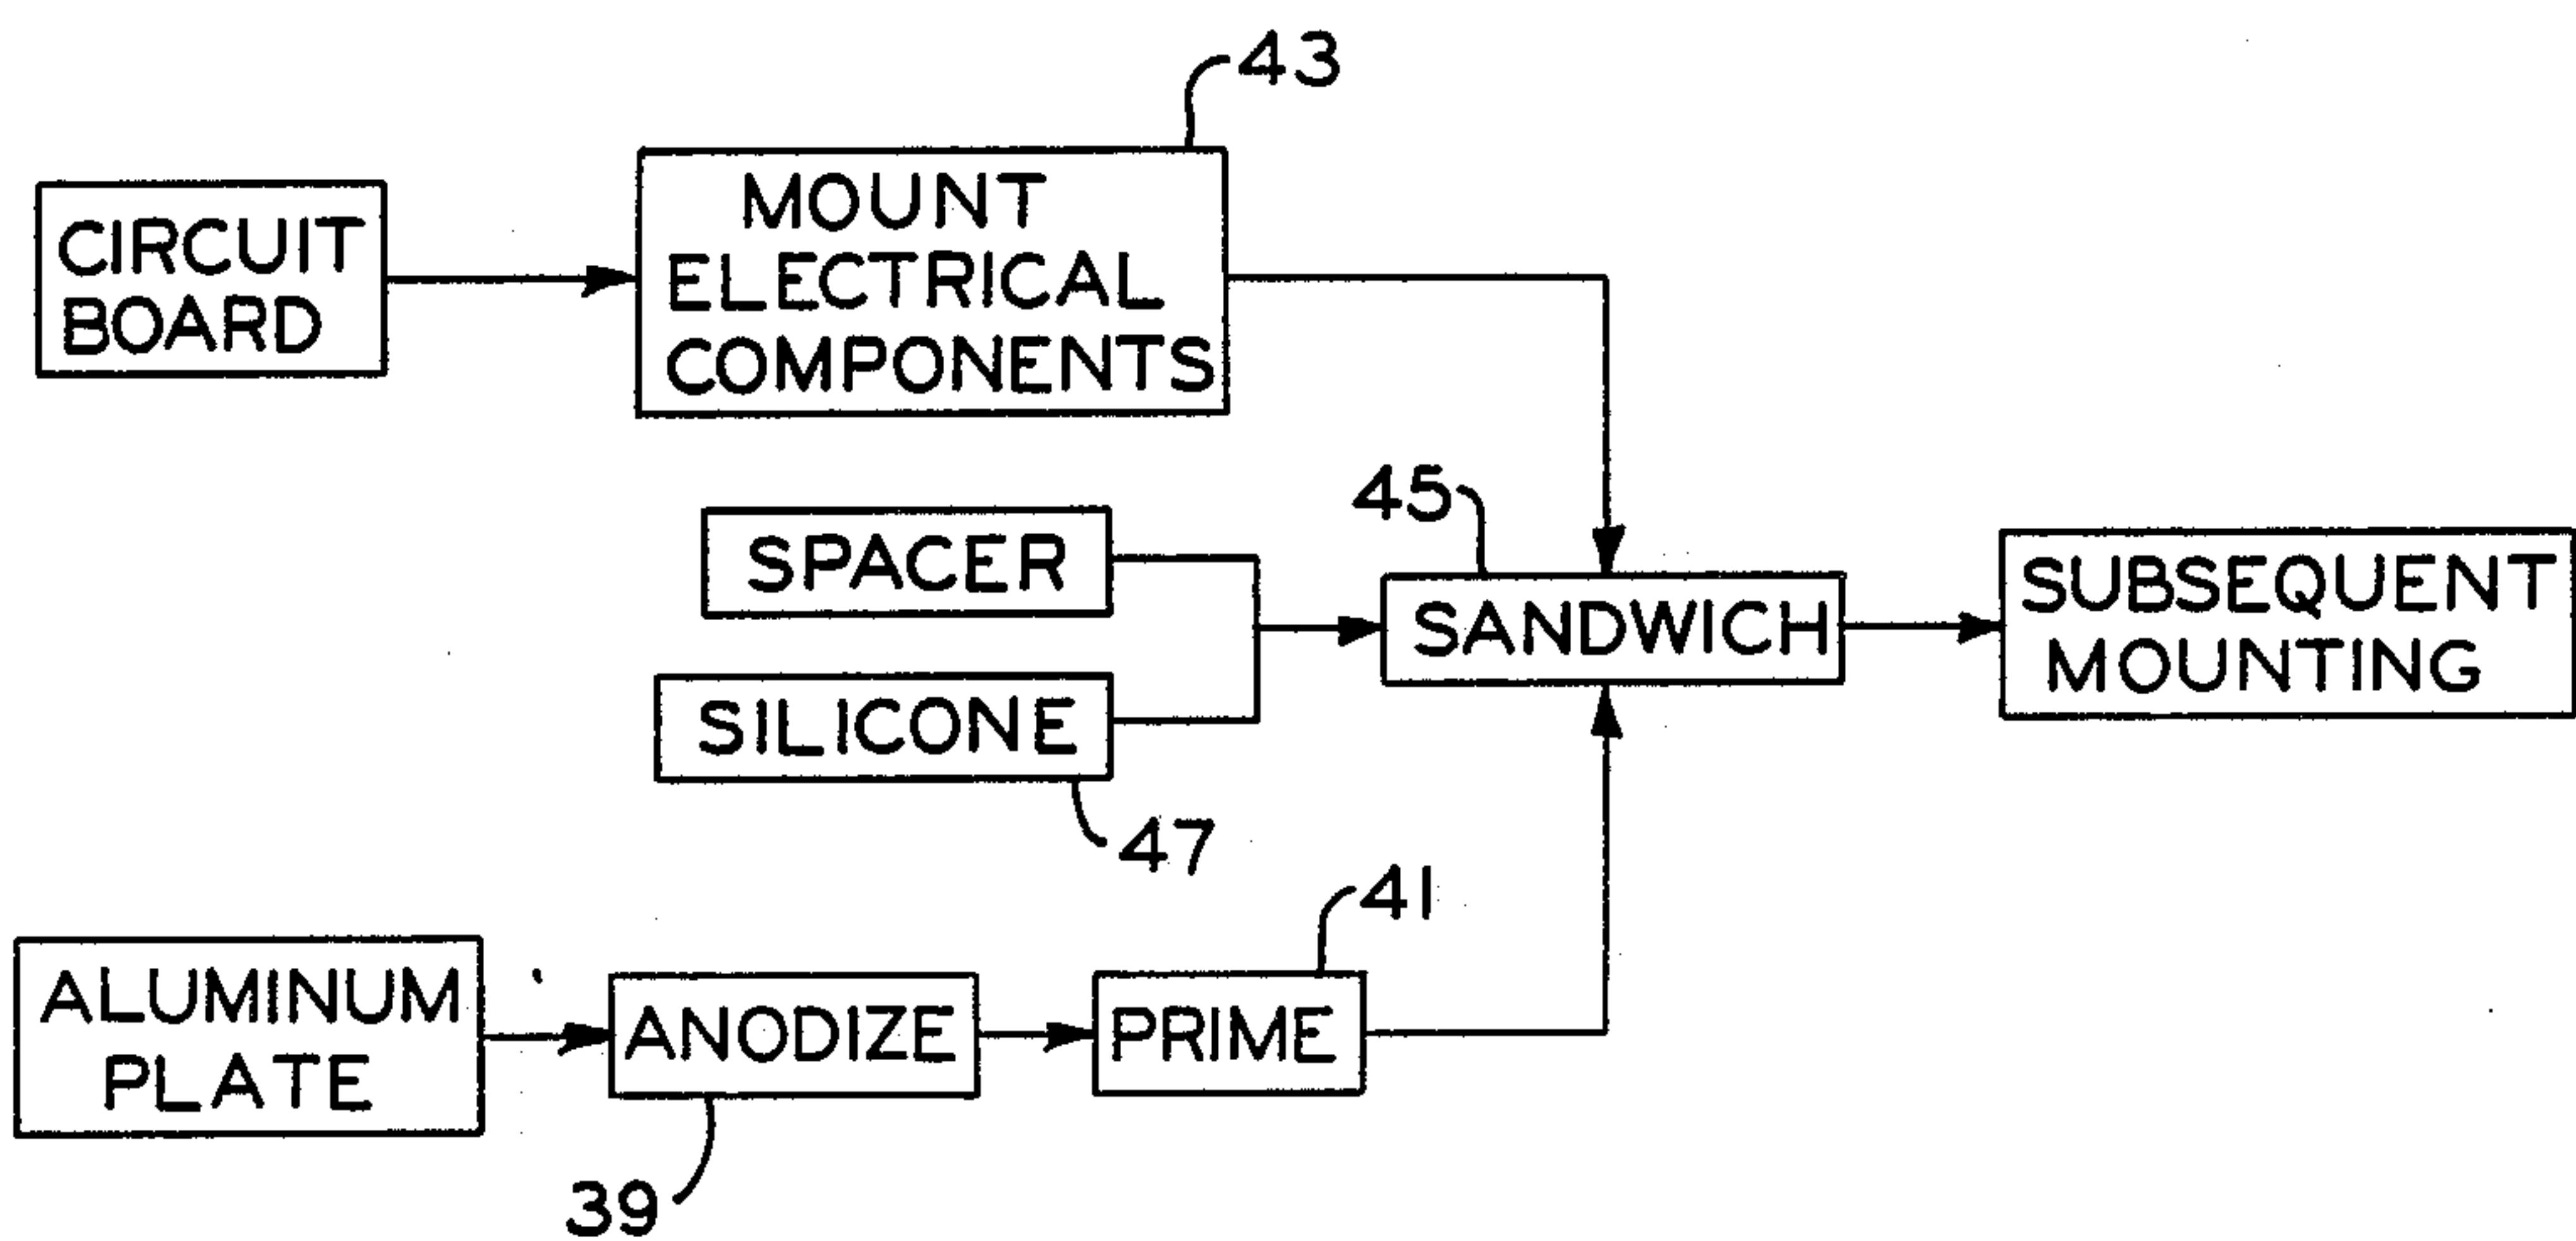 43
CIRCUIT
BOARD
MOUNT
ELECTRICAL
COMPONENTS
SPACER
SILICONE
47
45
SANDWICH
SUBSEQUENT
MOUNTING
ALUMINUM
PLATE
ANODIZE
39
41
PRIME